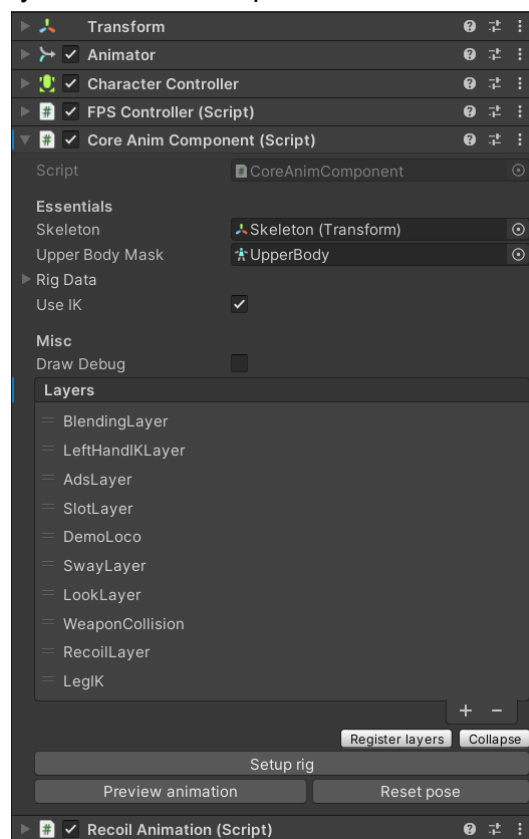 Transform
Animator
Character Controller
FPS Controller (Script)
# Core Anim Component (Script)
Script # CoreAnimComponent
Essentials
Skeleton Skeleton (Transform)
Upper Body Mask UpperBody
Rig Data
Use IK
Misc
Draw Debug
Layers
BlendingLayer
LeftHandIKLayer
AdsLayer
SlotLayer
DemoLoco
SwayLayer
LookLayer
WeaponCollision
RecoilLayer
LegIK
+ −
Register layers Collapse
Setup rig
Preview animation Reset pose
# Recoil Animation (Script)